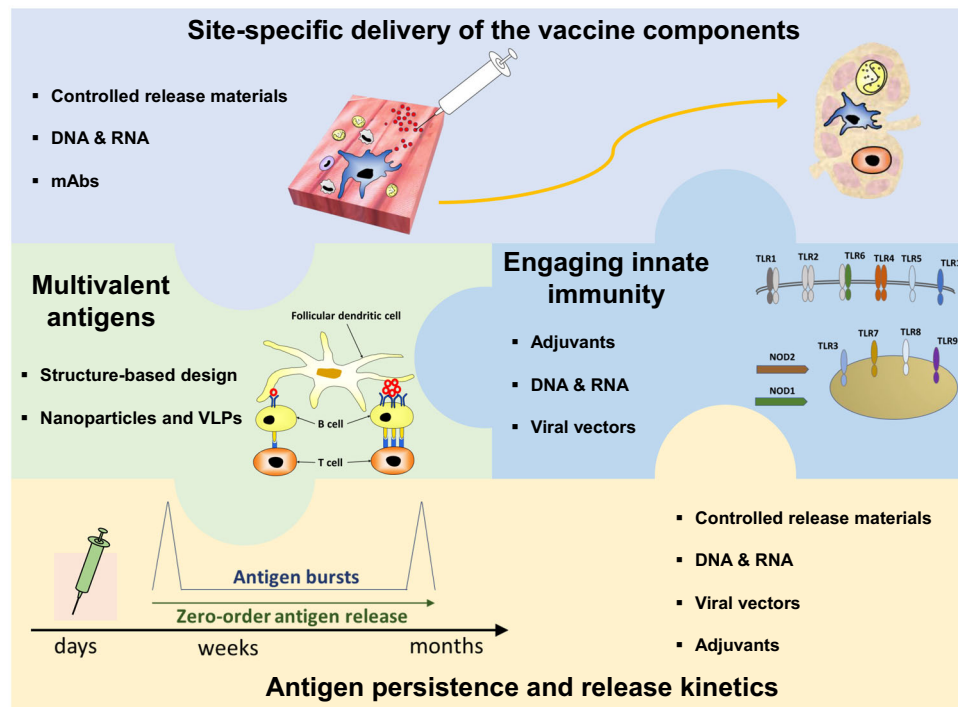 Site-specific delivery of the vaccine components
▪ Controlled release materials
▪ DNA & RNA
▪ mAbs
Multivalent
antigens
▪ Structure-based design
▪ Nanoparticles and VLPs
Follicular dendritic cell
B cell
T cell
Engaging innate
immunity
▪ Adjuvants
▪ DNA & RNA
▪ Viral vectors
TLR1
TLR2
TLR6
TLR4
TLR5
TLR1
TLR3
TLR7
TLR8
TLR9
NOD2
NOD1
Antigen bursts
Zero-order antigen release
days
weeks
months
▪ Controlled release materials
▪ DNA & RNA
▪ Viral vectors
▪ Adjuvants
Antigen persistence and release kinetics